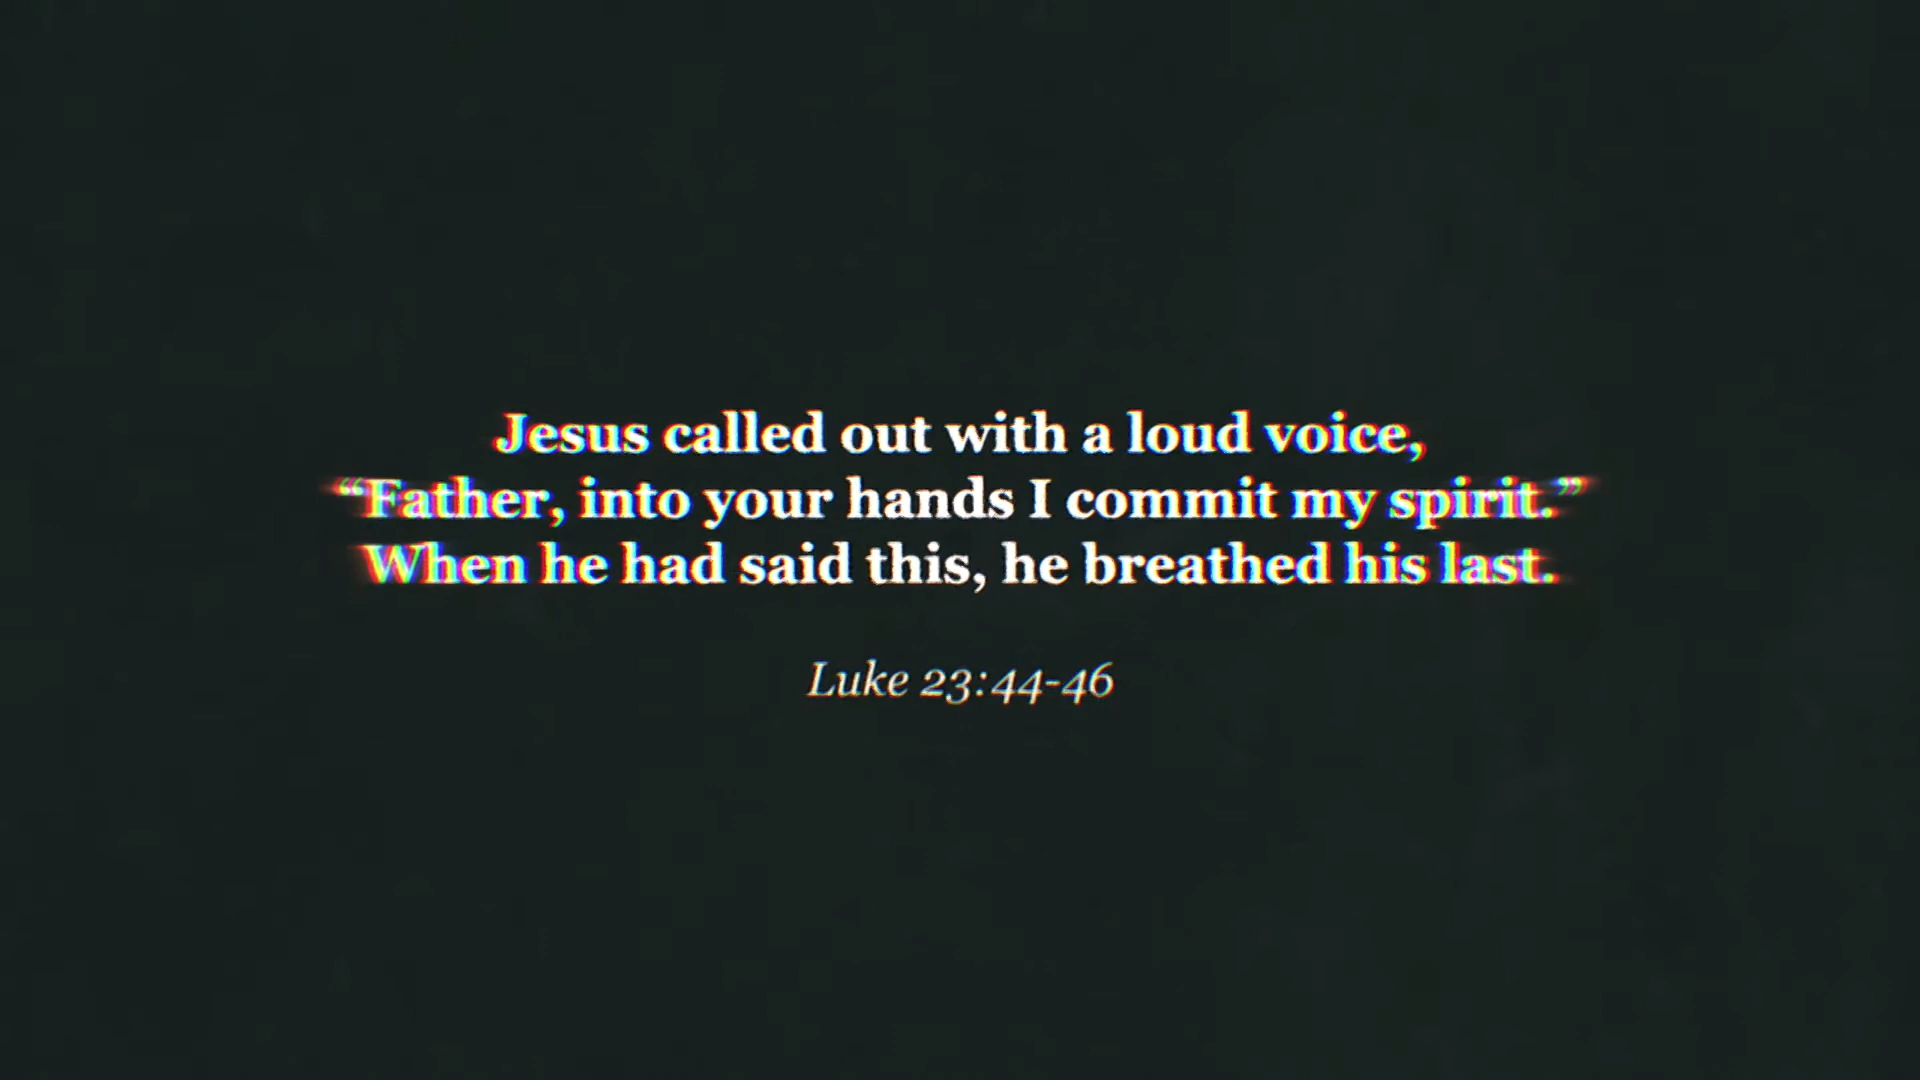 Jesus called out with a loud voice,
“Father, into your hands I commit my spirit.”
When he had said this, he breathed his last.
Luke 23:44-46